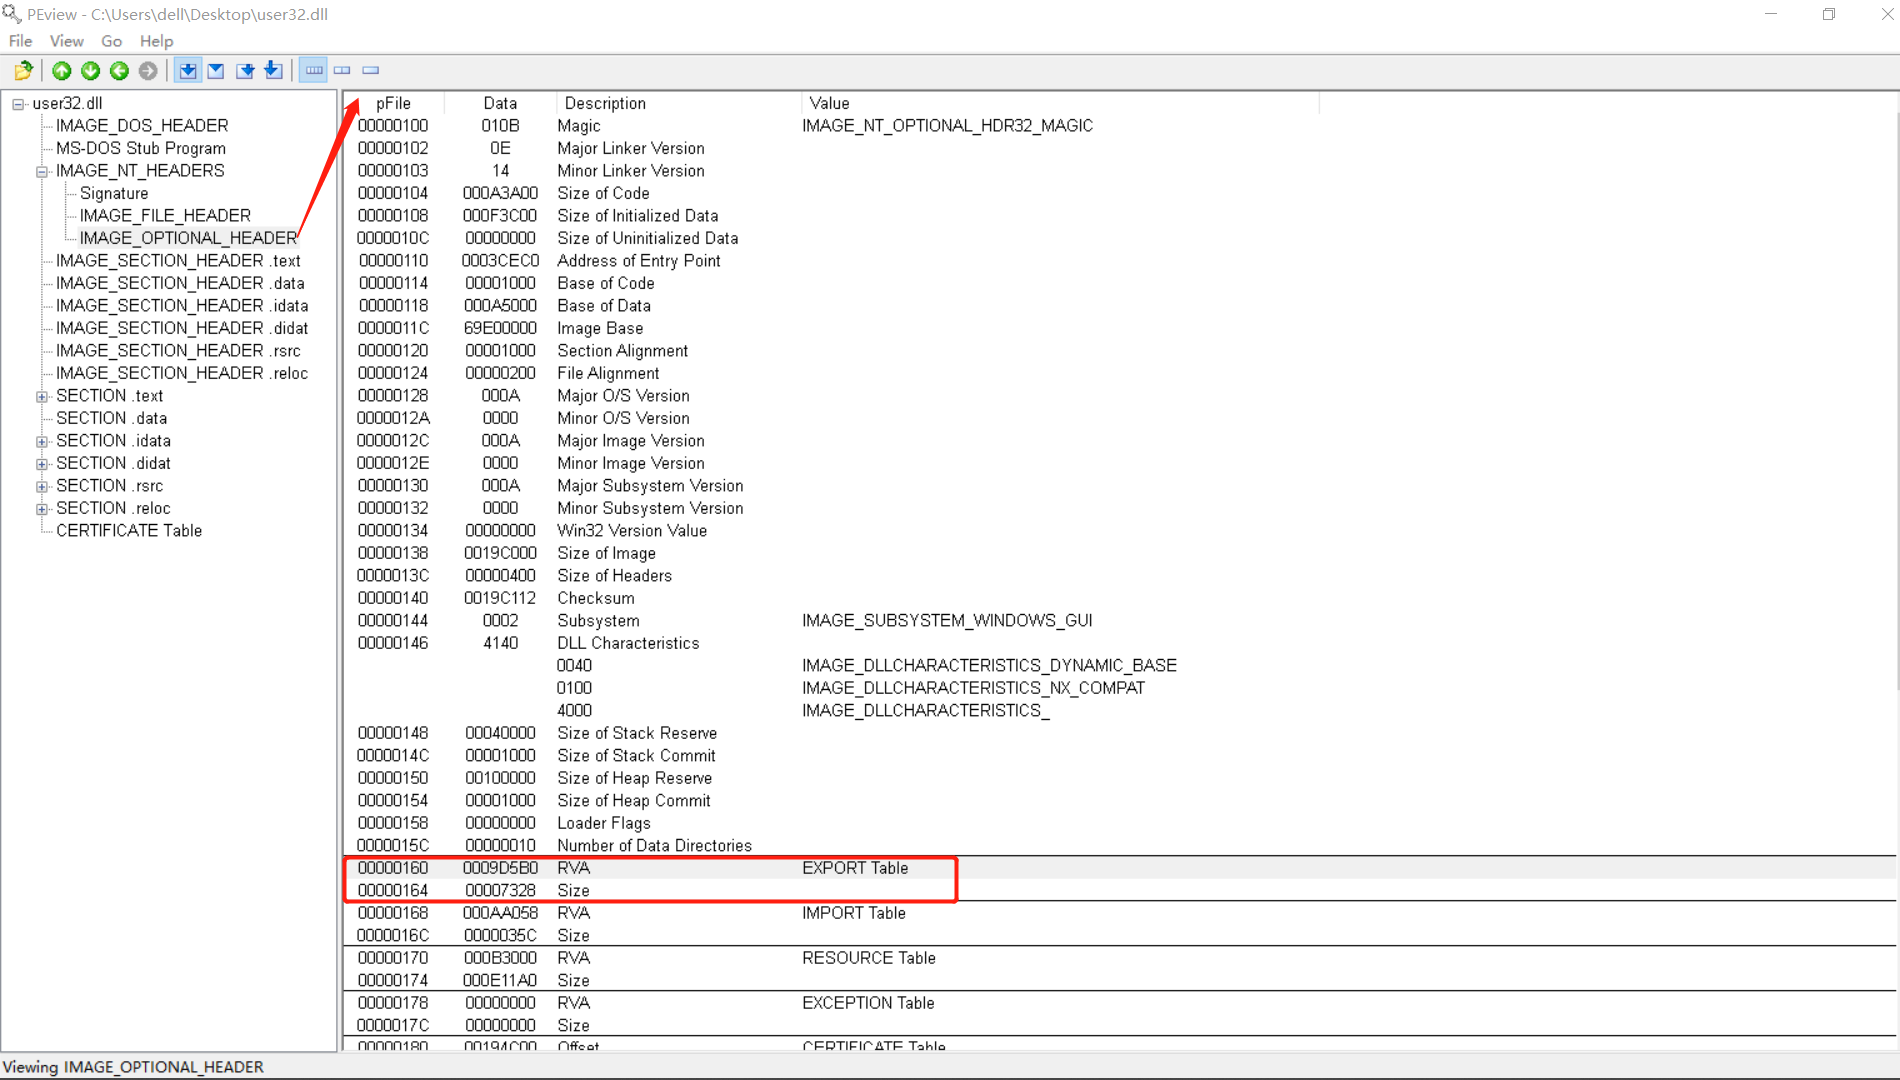 PEview - C:\Users\dell\Desktop\user32.dll
File View Go Help
user32.dll
IMAGE_DOS_HEADER
MS-DOS Stub Program
IMAGE_NT_HEADERS
Signature
IMAGE_FILE_HEADER
IMAGE_OPTIONAL_HEADER
IMAGE_SECTION_HEADER .text
IMAGE_SECTION_HEADER .data
IMAGE_SECTION_HEADER .idata
IMAGE_SECTION_HEADER .didat
IMAGE_SECTION_HEADER .rsrc
IMAGE_SECTION_HEADER .reloc
SECTION .text
SECTION .data
SECTION .idata
SECTION .didat
SECTION .rsrc
SECTION .reloc
CERTIFICATE Table
pFile Data Description Value
00000100 010B Magic IMAGE_NT_OPTIONAL_HDR32_MAGIC
00000102 0E Major Linker Version
00000103 14 Minor Linker Version
00000104 000A3A00 Size of Code
00000108 000F3C00 Size of Initialized Data
0000010C 00000000 Size of Uninitialized Data
00000110 0003CEC0 Address of Entry Point
00000114 00001000 Base of Code
00000118 000A5000 Base of Data
0000011C 69E00000 Image Base
00000120 00001000 Section Alignment
00000124 00000200 File Alignment
00000128 000A Major O/S Version
0000012A 0000 Minor O/S Version
0000012C 000A Major Image Version
0000012E 0000 Minor Image Version
00000130 000A Major Subsystem Version
00000132 0000 Minor Subsystem Version
00000134 00000000 Win32 Version Value
00000138 0019C000 Size of Image
0000013C 00000400 Size of Headers
00000140 0019C112 Checksum
00000144 0002 Subsystem IMAGE_SUBSYSTEM_WINDOWS_GUI
00000146 4140 DLL Characteristics
0040 IMAGE_DLLCHARACTERISTICS_DYNAMIC_BASE
0100 IMAGE_DLLCHARACTERISTICS_NX_COMPAT
4000 IMAGE_DLLCHARACTERISTICS_
00000148 00040000 Size of Stack Reserve
0000014C 00001000 Size of Stack Commit
00000150 00100000 Size of Heap Reserve
00000154 00001000 Size of Heap Commit
00000158 00000000 Loader Flags
0000015C 00000010 Number of Data Directories
00000160 0009D5B0 RVA EXPORT Table
00000164 00007328 Size
00000168 000AA058 RVA IMPORT Table
0000016C 0000035C Size
00000170 000B3000 RVA RESOURCE Table
00000174 000E11A0 Size
00000178 00000000 RVA EXCEPTION Table
0000017C 00000000 Size
00000180 00194C00 Offset CERTIFICATE Table
Viewing IMAGE_OPTIONAL_HEADER